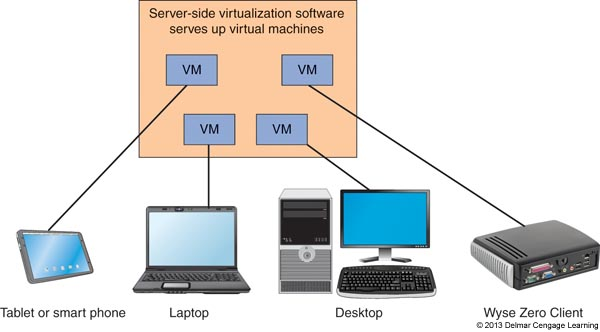 Server-side virtualization software
serves up virtual machines
VM
VM
VM
VM
Tablet or smart phone
Laptop
Desktop
Wyse Zero Client
© 2013 Delmar Cengage Learning